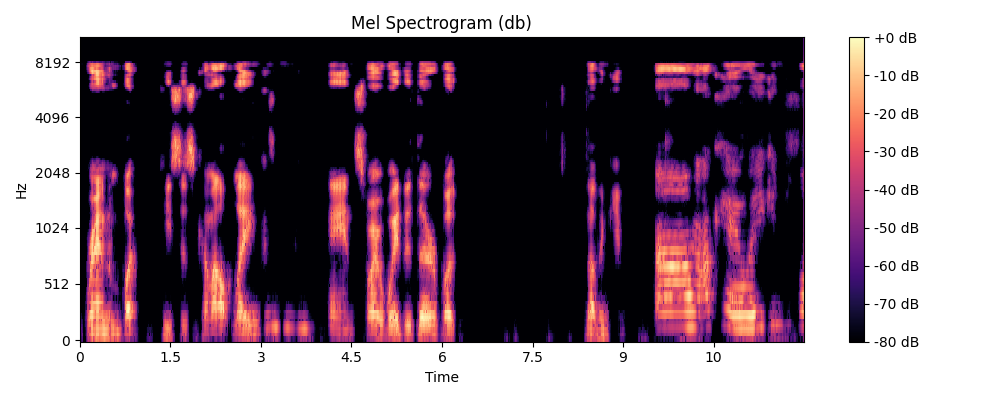 Mel Spectrogram (db)
Hz
8192
4096
2048
1024
512
0
0 1.5 3 4.5 6 7.5 9 10
Time
+0 dB
-10 dB
-20 dB
-30 dB
-40 dB
-50 dB
-60 dB
-70 dB
-80 dB